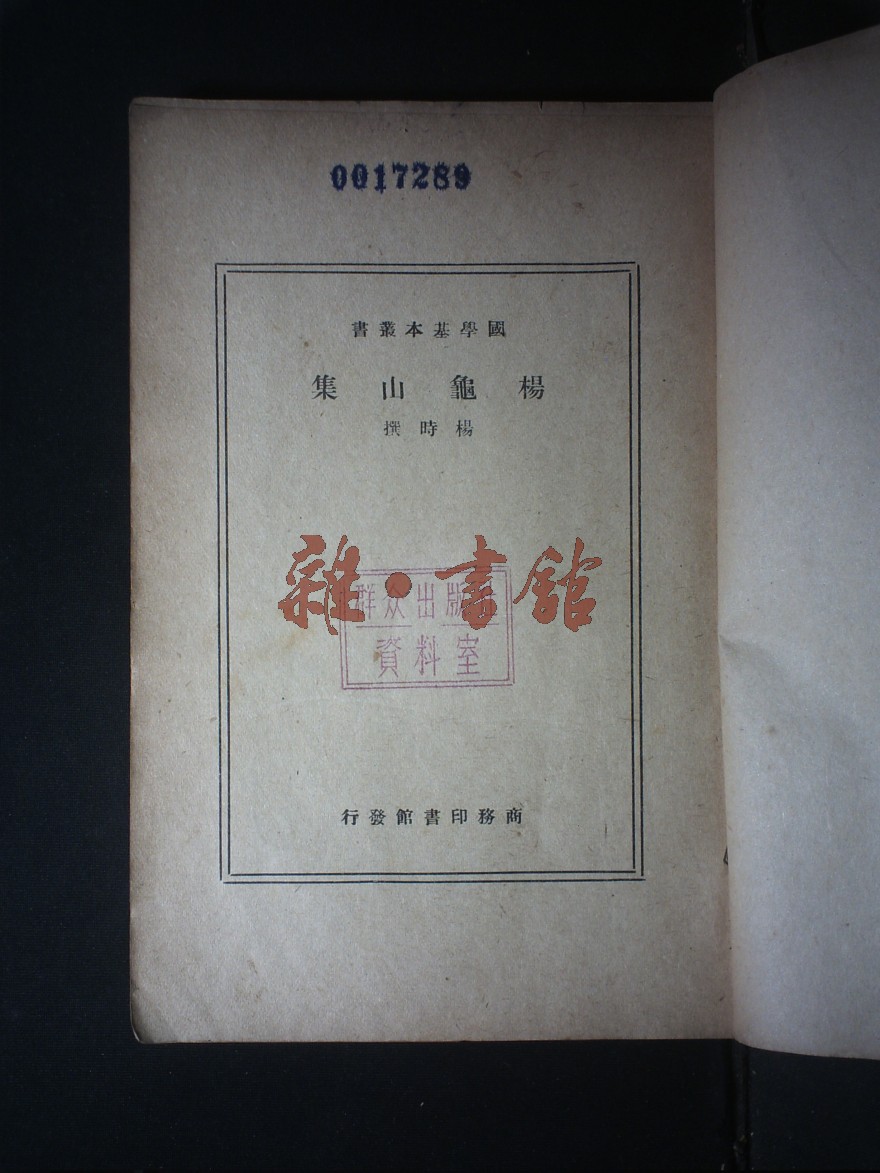 0017289
國學基本叢書
楊龜山集
楊時撰
雜·書館
群众出版社
資料室
商務印書館發行